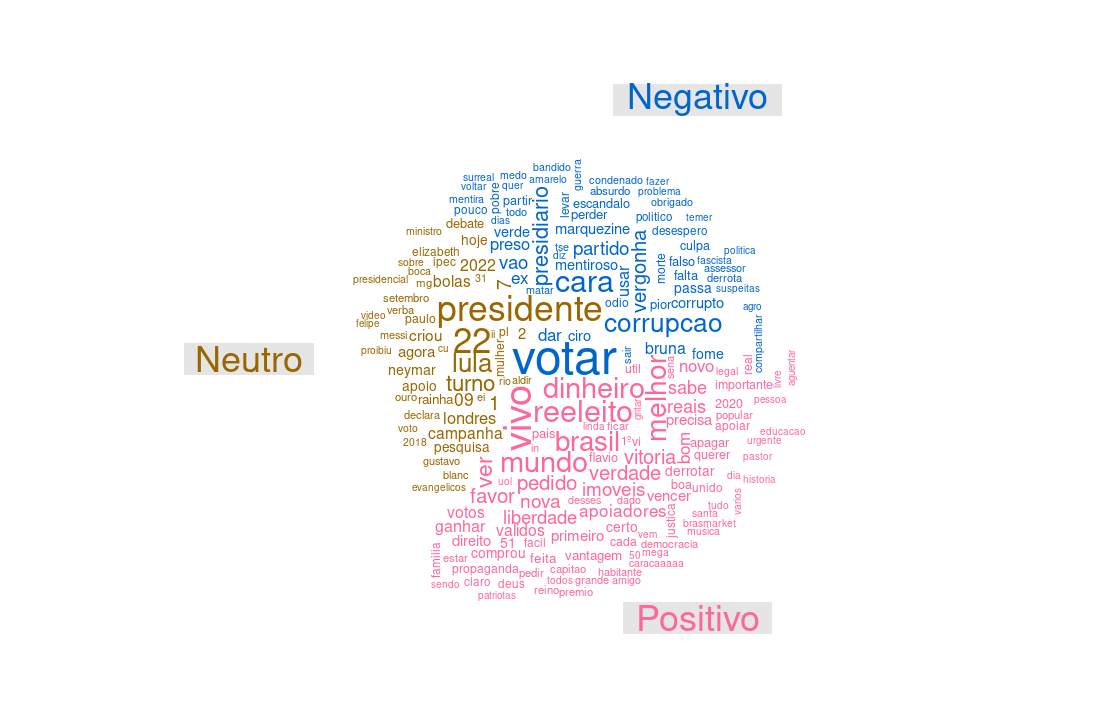 Negativo
bandido guerra
surreal medo amarelo condenado fazer
voltar quer absurdo problema
mentira pobre partir presidiario levar escandalo obrigado
pouco todo perder politico temer
debate dias marquezine desespero
ministro verde
hoje preso tse partido vergonha culpa politica
elizabeth diz
sobre ipec 2022 vao mentiroso usar morte falso fascista
boca falta assessor
presidencial mg bolas 31 7 ex cara derrota
matar passa suspeitas
setembro presidente odio pior corrupto agro
video verba
felipe paulo corrupcao
messi criou 22 ii pl 2 dar ciro compartilhar
proibiu agora cu mulher votar sair bruna fome
Neutro
neymar lula util melhor seria novo legal real livre aguentar
apoio turno rio aldir dinheiro sabe importante
ouro rainha 09 ei 1 vivo reeleito gritar reais 2020 pessoa
declara londres precisa popular
voto campanha pais linda ficar apoiar educacao
2018 pesquisa in brasil 1°vi bom apagar urgente
gustavo ver mundo flavio vitoria querer pastor
blanc verdade derrotar dia historia
evangelicos uol pedido imoveis boa unido
favor nova desses dado vencer varios
votos liberdade apoiadores justica santa tudo
ganhar validos certo brasmarket
direito 51 facil primeiro cada vem musica
familia estar comprou feita vantagem 50 mega democracia
propaganda pedir capitao habitante caracaaaaa
sendo claro deus todos grande amigo
patriotas reino premio
Positivo